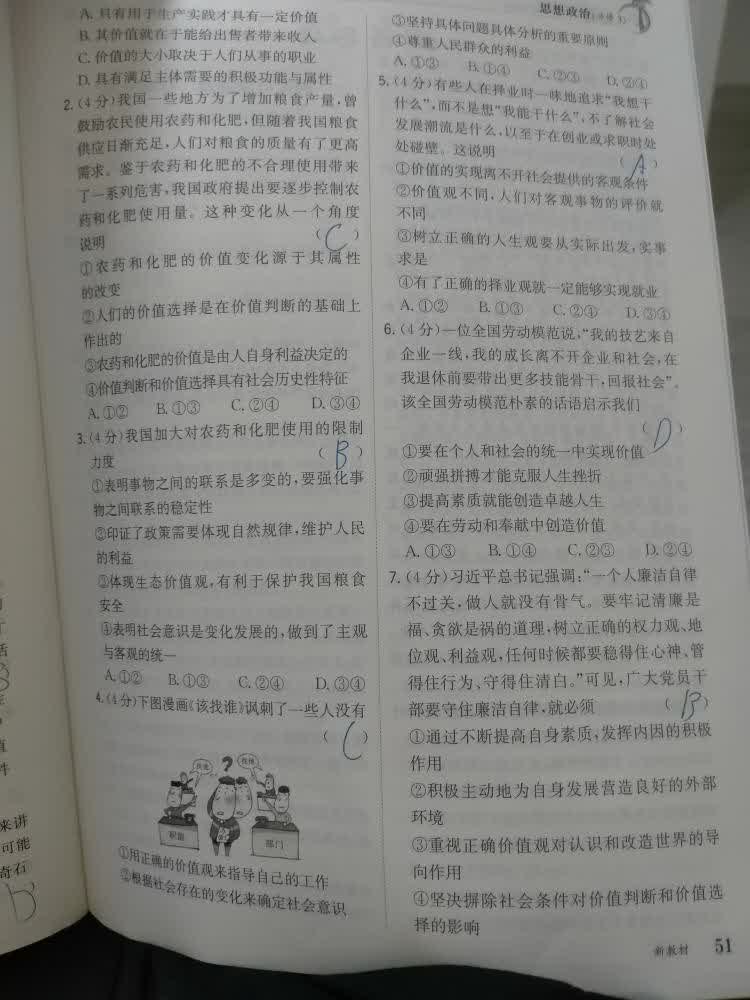 A. 只有用于生产实践才具有一定价值
B. 其价值就在于能给出售者带来收入
C. 价值的大小取决于人们从事的职业
D. 具有满足主体需要的积极功能与属性
2.(4分)我国一些地方为了增加粮食产量,曾
鼓励农民使用农药和化肥,但随着我国粮食
供应日渐充足,人们对粮食的质量有了更高
需求。鉴于农药和化肥的不合理使用带来
了一系列危害,我国政府提出要逐步控制农
药和化肥使用量。这种变化从一个角度
说明 (C)
①农药和化肥的价值变化源于其属性
的改变
②人们的价值选择是在价值判断的基础上
作出的
③农药和化肥的价值是由人自身利益决定的
④价值判断和价值选择具有社会历史性特征
A.①② B.①③ C.②④ D.③④
3.(4分)我国加大对农药和化肥使用的限制
力度 (B)
①表明事物之间的联系是多变的,要强化事
物之间联系的稳定性
②印证了政策需要体现自然规律,维护人民
的利益
③体现生态价值观,有利于保护我国粮食
安全
④表明社会意识是变化发展的,做到了主观
与客观的统一
A.①② B.①③ C.②④ D.③④
4.(4分)下图漫画《该找谁》讽刺了一些人没有
(C)
职能
部门
①用正确的价值观来指导自己的工作
②根据社会存在的变化来确定社会意识
思想政治
③坚持具体问题具体分析的重要原则
④尊重人民群众的利益
A.①③ B.①④ C.②③ D.②④
5.(4分)有些人在择业时一味地追求“我想干
什么”,而不是想“我能干什么”,不了解社会
发展潮流是什么,以至于在创业或求职时处
处碰壁。这说明 (A)
①价值的实现离不开社会提供的客观条件
②价值观不同,人们对客观事物的评价就
不同
③树立正确的人生观要从实际出发,实事
求是
④有了正确的择业观就一定能够实现就业
A.①② B.①③ C.②④ D.③④
6.(4分)一位全国劳动模范说,“我的技艺来自
企业一线,我的成长离不开企业和社会,在
我退休前要带出更多技能骨干,回报社会”。
该全国劳动模范朴素的话语启示我们
(D)
①要在个人和社会的统一中实现价值
②顽强拼搏才能克服人生挫折
③提高素质就能创造卓越人生
④要在劳动和奉献中创造价值
A.①③ B.①④ C.②③ D.②④
7.(4分)习近平总书记强调:“一个人廉洁自律
不过关,做人就没有骨气。要牢记清廉是
福、贪欲是祸的道理,树立正确的权力观、地
位观、利益观,任何时候都要稳得住心神、管
得住行为、守得住清白。”可见,广大党员干
部要守住廉洁自律,就必须 (B)
①通过不断提高自身素质,发挥内因的积极
作用
②积极主动地为自身发展营造良好的外部
环境
③重视正确价值观对认识和改造世界的导
向作用
④坚决摒除社会条件对价值判断和价值选
择的影响
新教材 51
来讲
可能
奇石
b